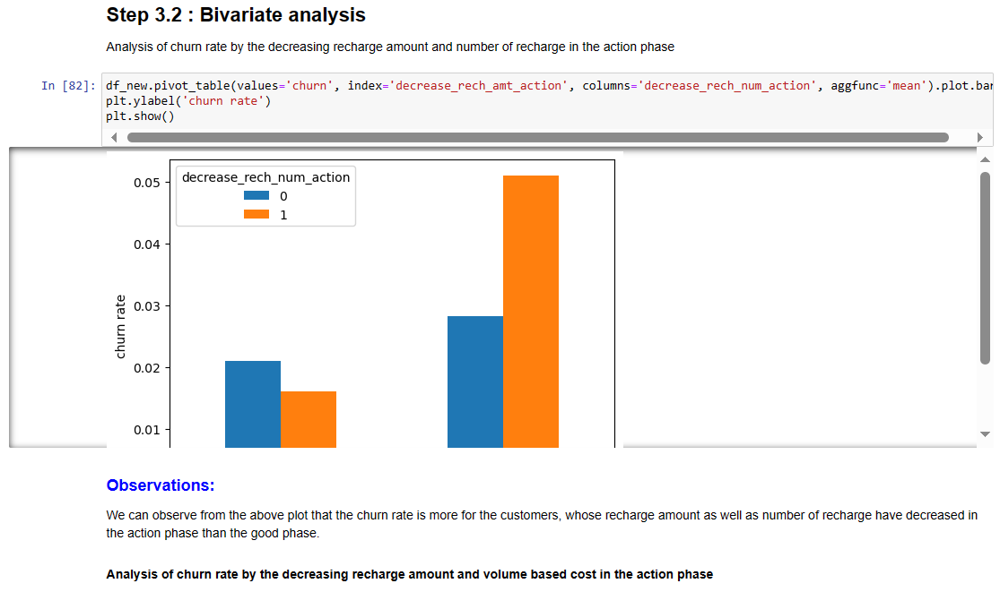 Step 3.2 : Bivariate analysis
Analysis of churn rate by the decreasing recharge amount and number of recharge in the action phase
In [82]: df_new.pivot_table(values='churn', index='decrease_rech_amt_action', columns='decrease_rech_num_action', aggfunc='mean').plot.bar
plt.ylabel('churn rate')
plt.show()
decrease_rech_num_action
0
1
0.05
0.04
0.03
0.02
0.01
churn rate
Observations:
We can observe from the above plot that the churn rate is more for the customers, whose recharge amount as well as number of recharge have decreased in
the action phase than the good phase.
Analysis of churn rate by the decreasing recharge amount and volume based cost in the action phase